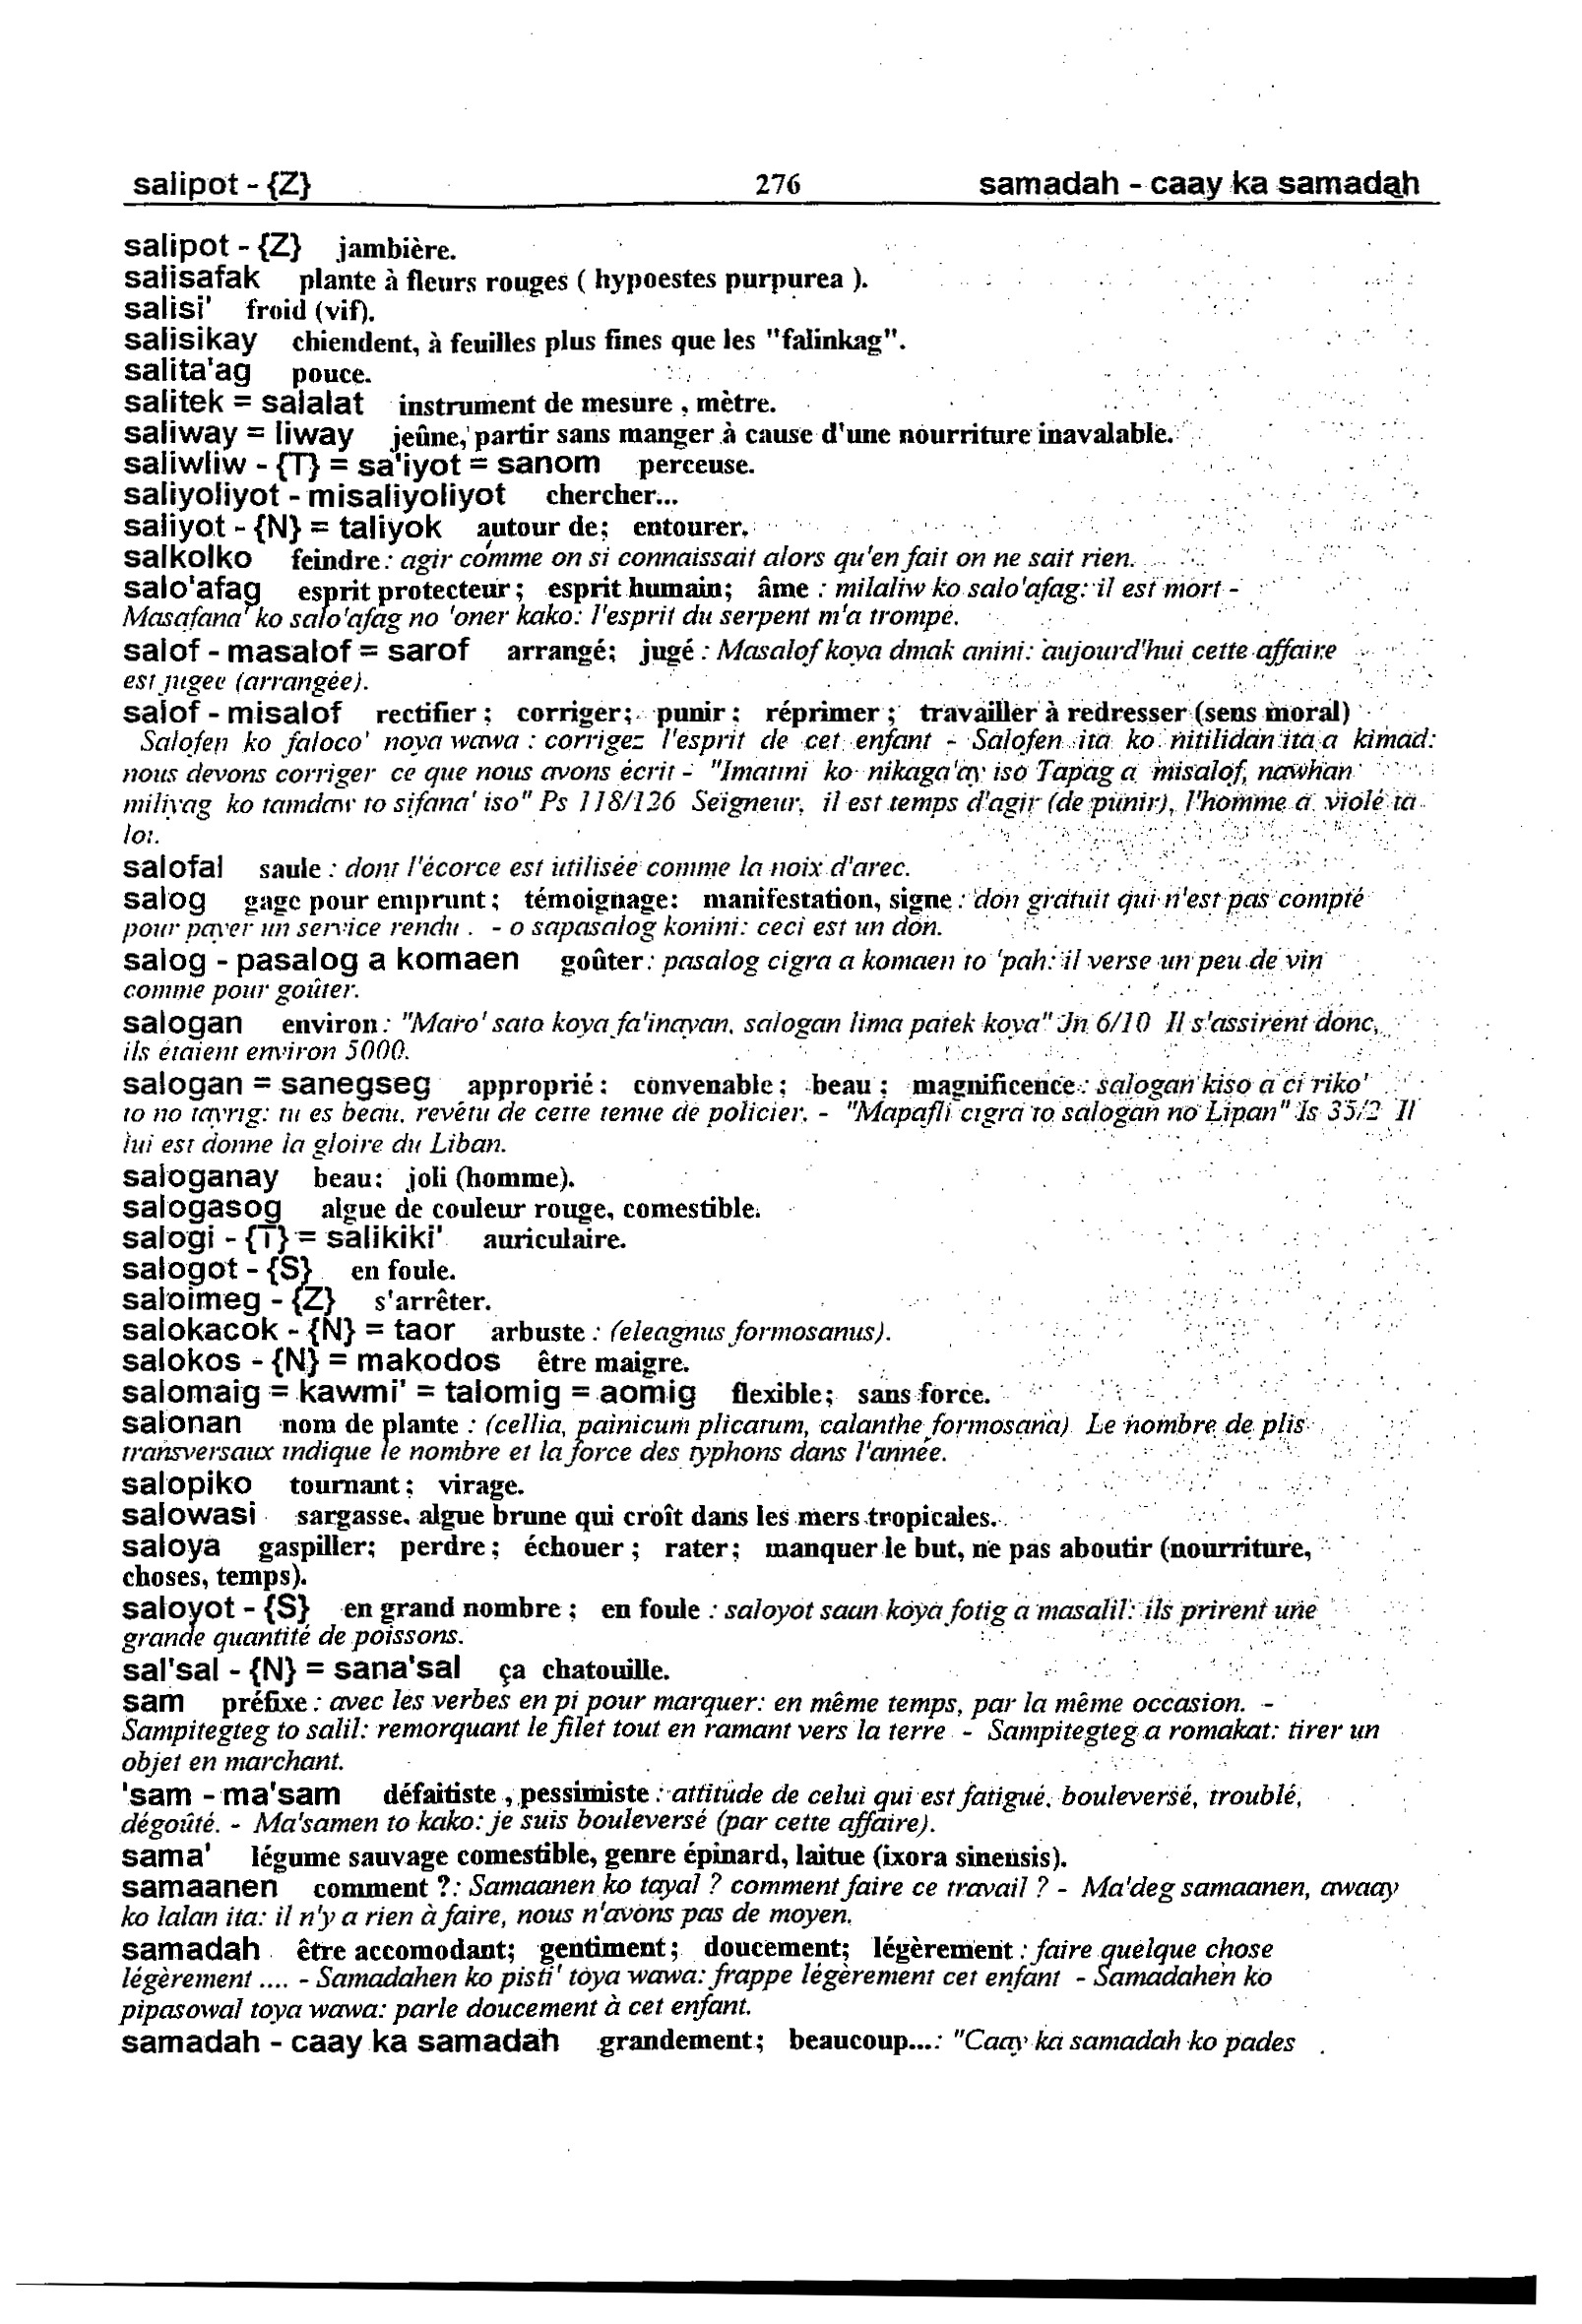 salipot - {Z} 276 samadah - caay ka samadah
salipot - {Z} jambière.
salisafak plante à fleurs rouges ( hypoestes purpurea ).
salisi' froid (vif).
salisikay chiendent, à feuilles plus fines que les "falinkag".
salita'ag pouce.
salitek = salalat instrument de mesure , mètre.
saliway = liway jeûne, partir sans manger à cause d'une nourriture inavalable.
saliwliw - {T} = sa'iyot = sanom perceuse.
saliyoliyot - misaliyoliyot chercher...
saliyot - {N} = taliyok autour de; entourer.
salkolko feindre : agir comme on si connaissait alors qu'en fait on ne sait rien.
salo'afag esprit protecteur ; esprit humain; âme : milaliw ko salo'afag: il est mort -
Masafana' ko salo'afag no 'oner kako: l'esprit du serpent m'a trompé.
salof - masalof = sarof arrangé; jugé : Masalof koya dmak anini: aujourd'hui cette affaire
est jugée (arrangée).
salof - misalof rectifier ; corriger; punir ; réprimer ; travailler à redresser (sens moral)
Salofen ko faloco' noya wawa : corrigez l'esprit de cet enfant - Salofen ita ko nitilidan ita a kimad:
nous devons corriger ce que nous avons écrit - "Imatini ko nikaga'ay iso Tapag a misalof, nawhan
miliyag ko tamdaw to sifana' iso" Ps 118/126 Seigneur, il est temps d'agir (de punir), l'homme a violé ta
loi.
salofal saule : dont l'écorce est utilisée comme la noix d'arec.
salog gage pour emprunt ; témoignage; manifestation, signe : don gratuit qui n'est pas compté
pour payer un service rendu . - o sapasalog konini: ceci est un don.
salog - pasalog a komaen goûter : pasalog cigra a komaen to 'pah: il verse un peu de vin
comme pour goûter.
salogan environ : "Maro' sato koya fa'inayan, salogan lima patek koya" Jn 6/10 Il s'assirent donc,
ils étaient environ 5000.
salogan = sanegseg approprié ; convenable ; beau ; magnificence : salogan kiso a ci riko'
to no tayrig: tu es beau, revêtu de cette tenue de policier. - "Mapafli cigra to salogan no Lipan" Is 35/2 Il
lui est donné la gloire du Liban.
saloganay beau; joli (homme).
salogasog algue de couleur rouge, comestible.
salogi - {T} = salikiki' auriculaire.
salogot - {S} en foule.
saloimeg - {Z} s'arrêter.
salokacok - {N} = taor arbuste : (eleagnus formosanus).
salokos - {N} = makodos être maigre.
salomaig = kawmi' = talomig = aomig flexible; sans force.
salonan nom de plante : (cellia, painicum plicatum, calanthe formosana) Le nombre de plis
transversaux indique le nombre et la force des typhons dans l'année.
salopiko tournant ; virage.
salowasi sargasse, algue brune qui croît dans les mers tropicales.
saloya gaspiller; perdre ; échouer ; rater; manquer le but, ne pas aboutir (nourriture,
choses, temps).
saloyot - {S} en grand nombre ; en foule : saloyot saan koya fotig a masalil: ils prirent une
grande quantité de poissons.
sal'sal - {N} = sana'sal ça chatouille.
sam préfixe : avec les verbes en pi pour marquer: en même temps, par la même occasion. -
Sampitegteg to salil: remorquant le filet tout en ramant vers la terre - Sampitegteg a romakat: tirer un
objet en marchant.
'sam - ma'sam défaitiste , pessimiste : attitude de celui qui est fatigué, bouleversé, troublé,
dégoûté. - Ma'samen to kako: je suis bouleversé (par cette affaire).
sama' légume sauvage comestible, genre épinard, laitue (ixora sinensis).
samaanen comment ? : Samaanen ko tayal ? comment faire ce travail ? - Ma'deg samaanen, awaay
ko lalan ita: il n'y a rien à faire, nous n'avons pas de moyen.
samadah être accomodant; gentiment ; doucement; légèrement : faire quelque chose
légèrement .... - Samadahen ko pisti' toya wawa: frappe légèrement cet enfant - Samadahen ko
pipasowal toya wawa: parle doucement à cet enfant.
samadah - caay ka samadah grandement ; beaucoup... : "Caay ka samadah ko pades